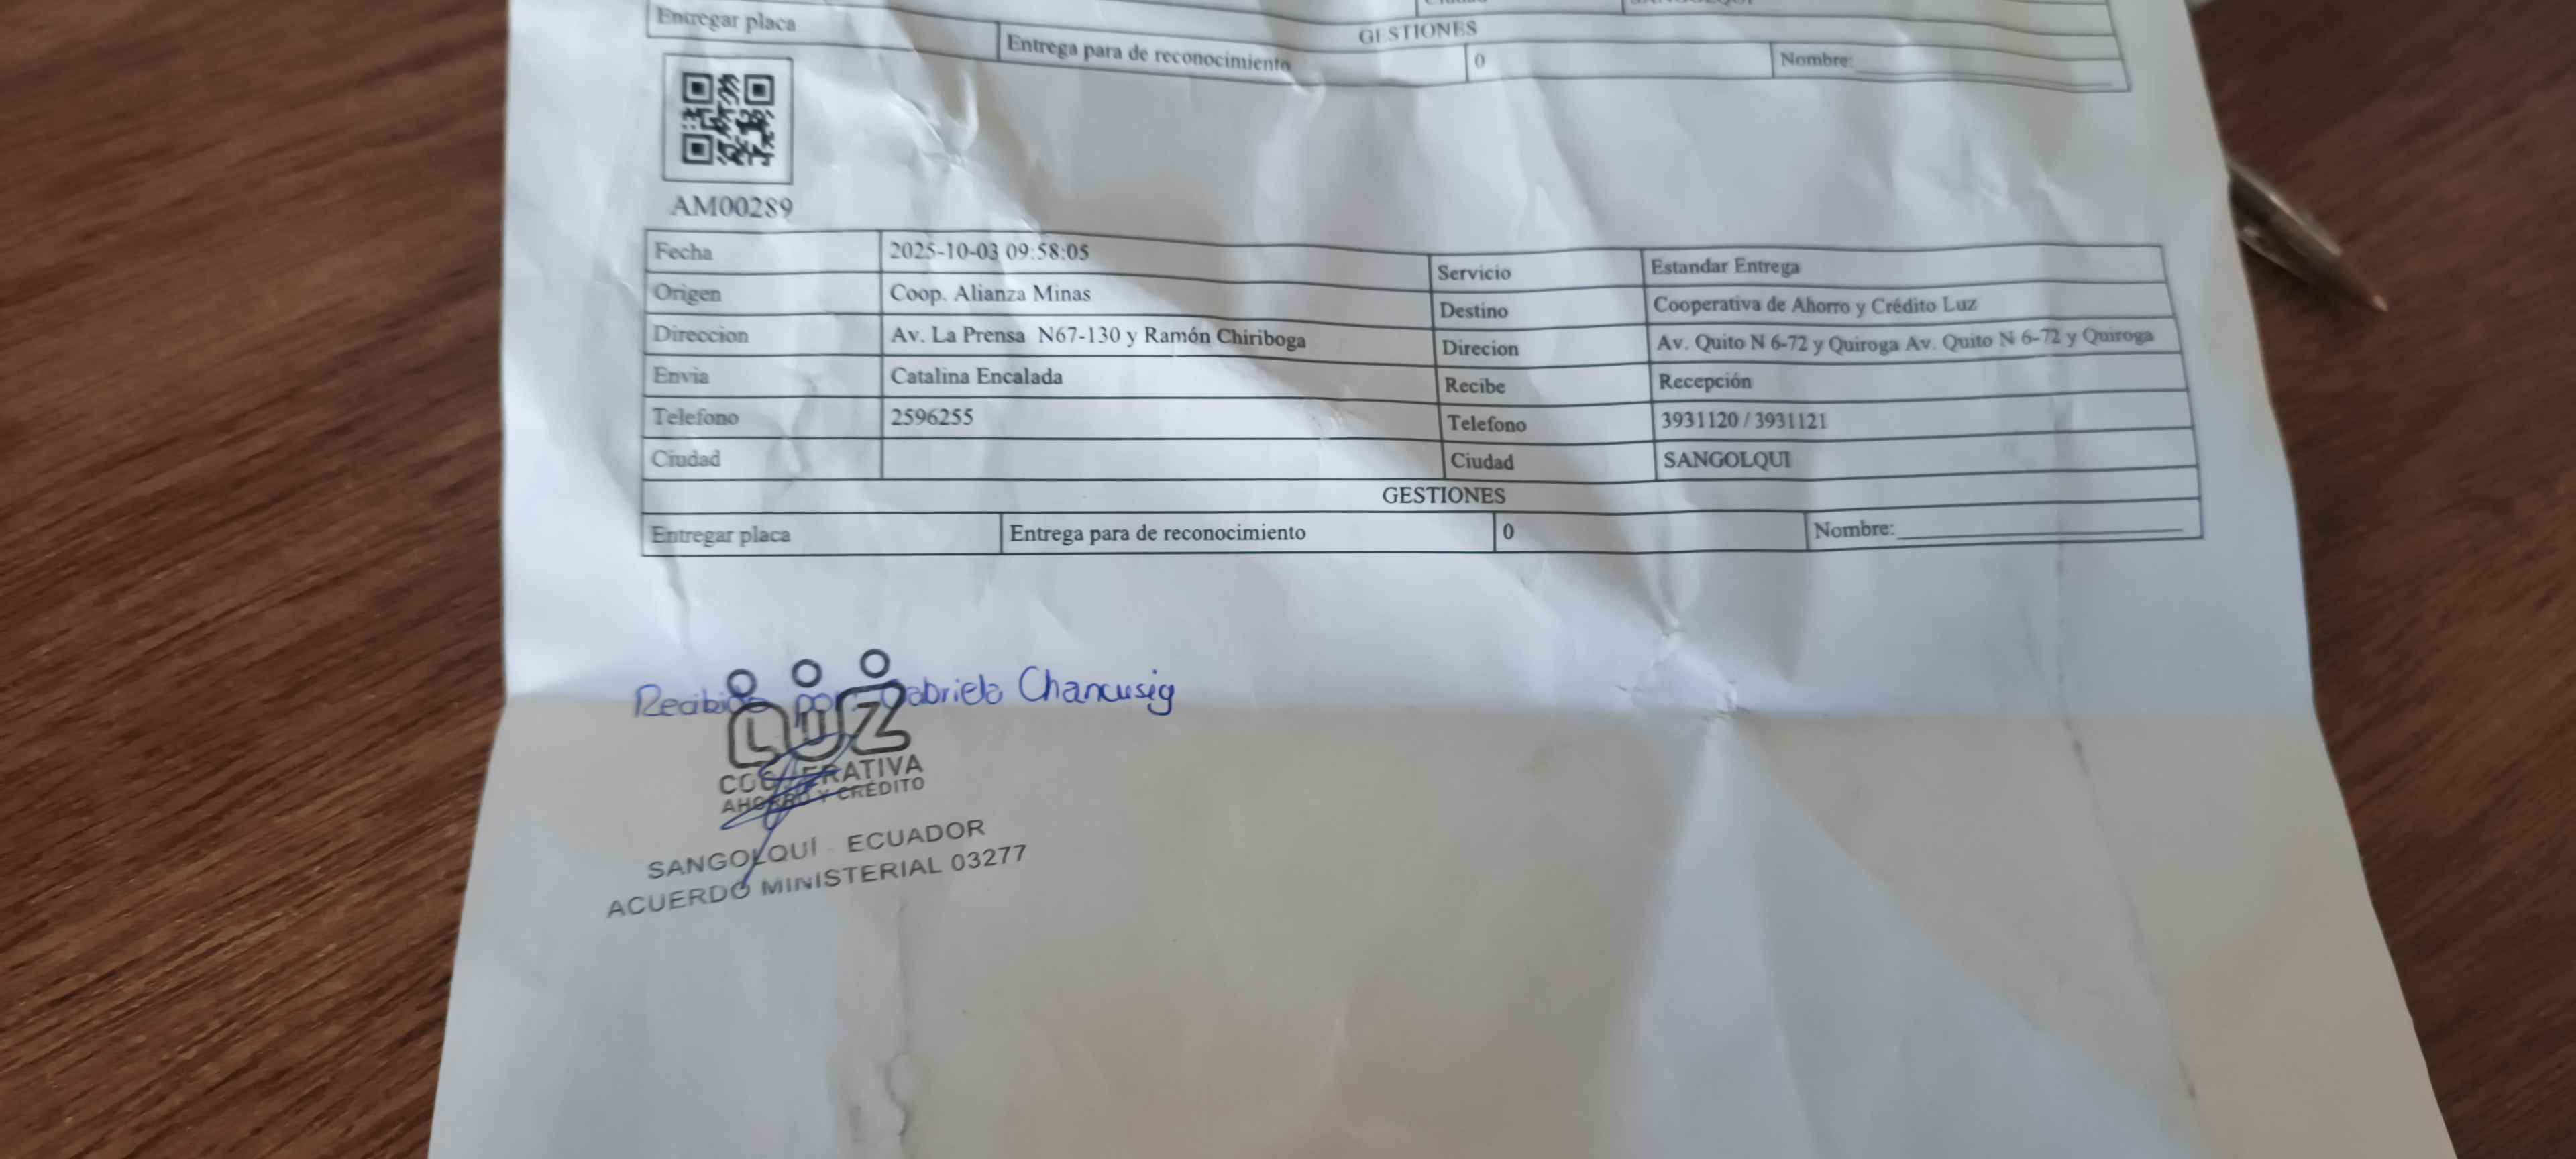 Entregar placa Entrega para de reconocimiento GESTIONES 0 Nombre:
AM00289
Fecha 2025-10-03 09:58:05 Servicio Estandar Entrega
Origen Coop. Alianza Minas Destino Cooperativa de Ahorro y Crédito Luz
Direccion Av. La Prensa N67-130 y Ramón Chiriboga Direcion Av. Quito N 6-72 y Quiroga Av. Quito N 6-72 y Quiroga
Envia Catalina Encalada Recibe Recepción
Telefono 2596255 Telefono 3931120 / 3931121
Ciudad Ciudad SANGOLQUI
GESTIONES
Entregar placa Entrega para de reconocimiento 0 Nombre:
Recibido por: Gabriela Chancusig
LUZ
COOPERATIVA
AHORRO Y CRÉDITO
SANGOLQUÍ - ECUADOR
ACUERDO MINISTERIAL 03277